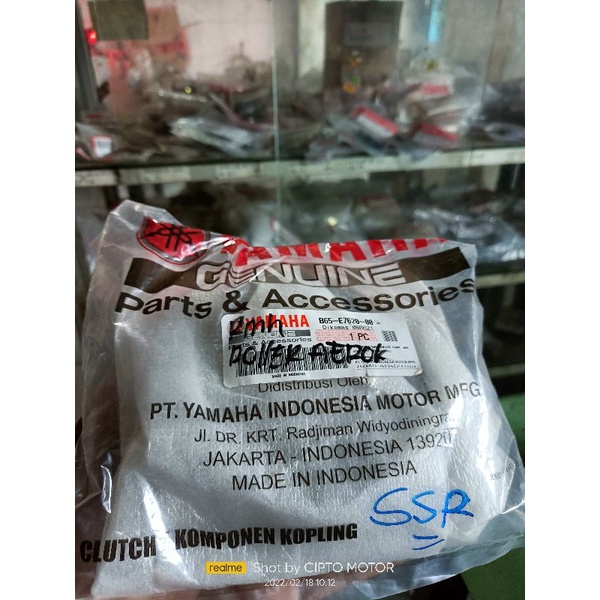 YAMAHA
GENUINE
Parts & Accessories
YAMAHA B65-E7620-00
1 PC
Didistribusi Oleh
PT. YAMAHA INDONESIA MOTOR MFG
Jl. DR. KRT. Radjiman Widyodiningra
JAKARTA - INDONESIA 13920
MADE IN INDONESIA
SSR
CLUTCH KOMPONEN KOPLING
realme Shot by CIPTO MOTOR
2022/02/18 10:12